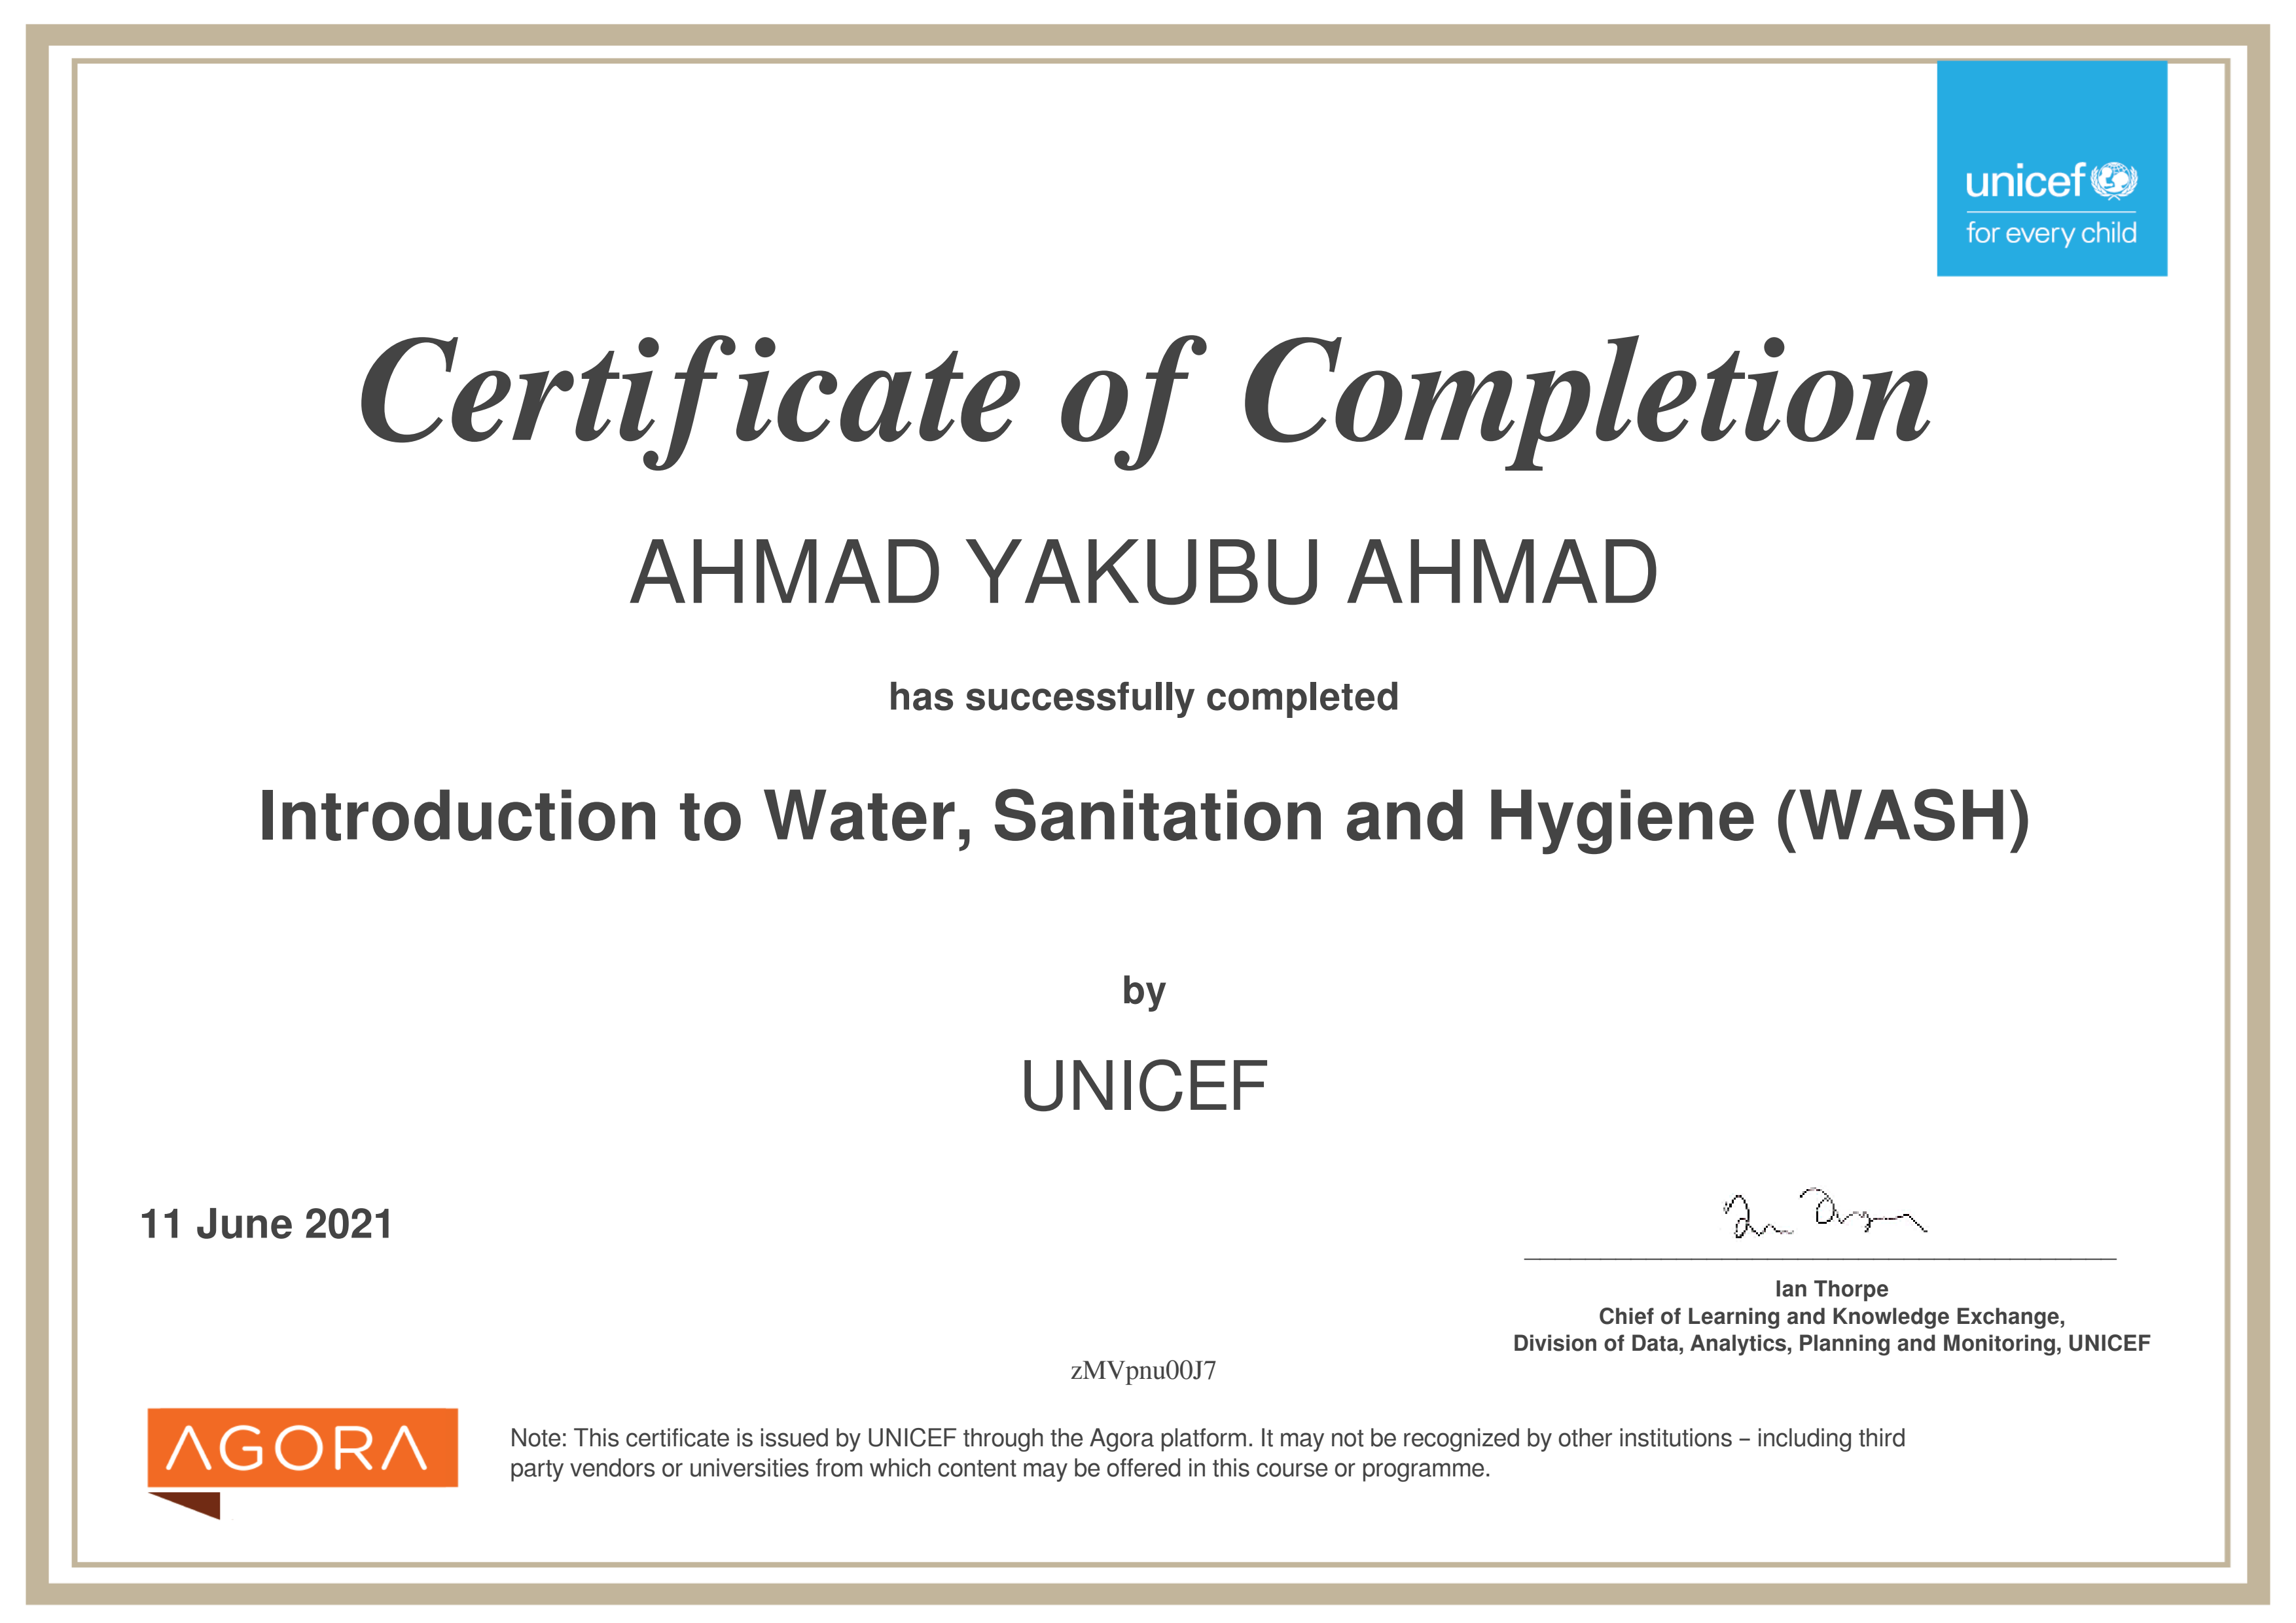 unicef
for every child
Certificate of Completion
AHMAD YAKUBU AHMAD
has successfully completed
Introduction to Water, Sanitation and Hygiene (WASH)
by
UNICEF
11 June 2021
Ian Thorpe
Chief of Learning and Knowledge Exchange,
Division of Data, Analytics, Planning and Monitoring, UNICEF
zMVpnu00J7
AGORA
Note: This certificate is issued by UNICEF through the Agora platform. It may not be recognized by other institutions – including third
party vendors or universities from which content may be offered in this course or programme.